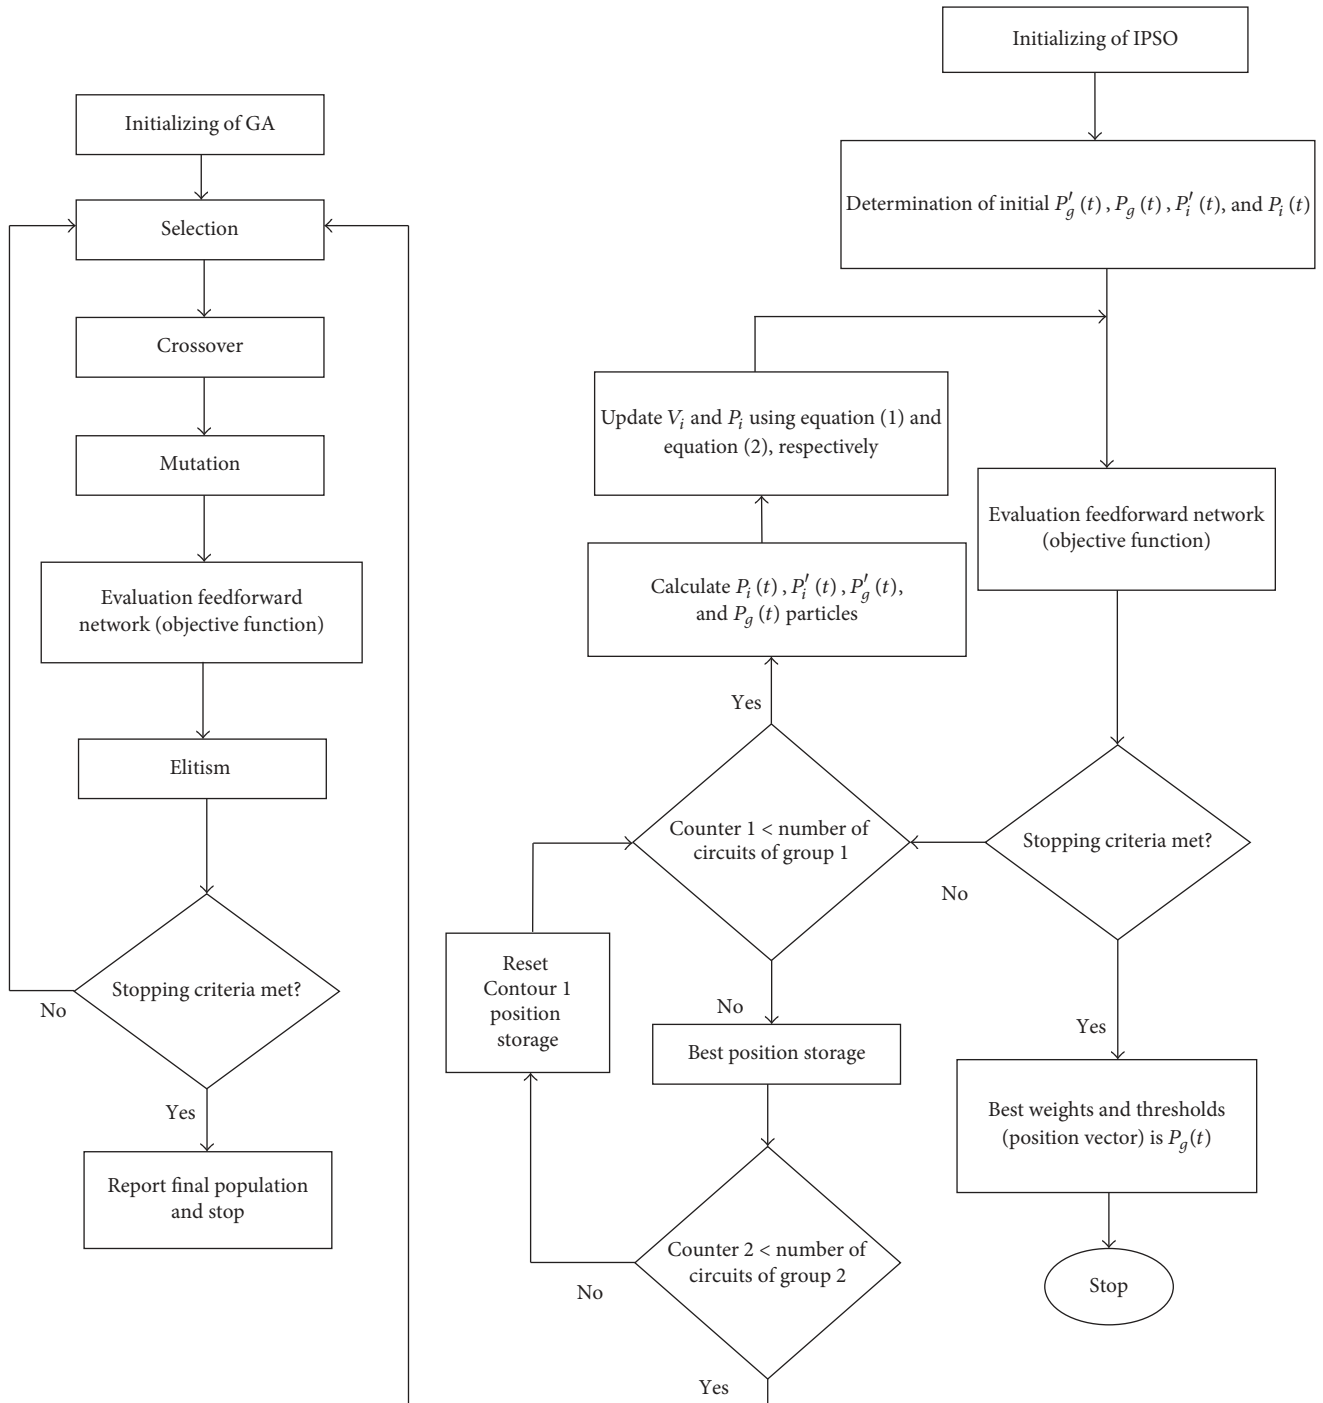 Initializing of GA
Selection
Crossover
Mutation
Evaluation feedforward
network (objective function)
Elitism
Stopping criteria met?
No
Yes
Report final population
and stop
Initializing of IPSO
Determination of initial P′g (t), Pg (t), P′i (t), and Pi (t)
Update Vi and Pi using equation (1) and
equation (2), respectively
Calculate Pi (t), P′i (t), P′g (t),
and Pg (t) particles
Yes
Counter 1 < number of
circuits of group 1
No
Reset
Contour 1
position
storage
Best position storage
Counter 2 < number of
circuits of group 2
No
Yes
Evaluation feedforward network
(objective function)
Stopping criteria met?
No
Yes
Best weights and thresholds
(position vector) is Pg(t)
Stop